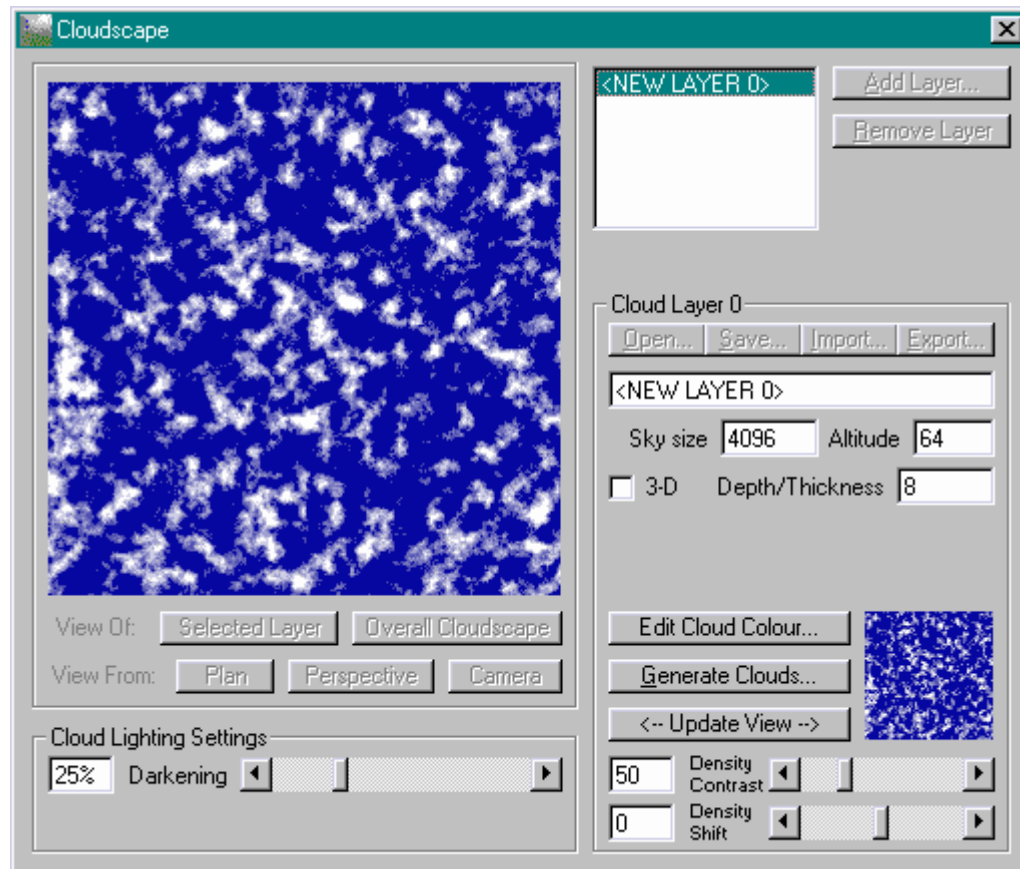 Cloudscape
<NEW LAYER 0>
Add Layer...
Remove Layer
Cloud Layer 0
Open... Save... Import... Export...
<NEW LAYER 0>
Sky size 4096 Altitude 64
3-D Depth/Thickness 8
View Of: Selected Layer Overall Cloudscape
View From: Plan Perspective Camera
Edit Cloud Colour...
Generate Clouds...
<-- Update View -->
Cloud Lighting Settings
25% Darkening
50 Density
Contrast
0 Density
Shift